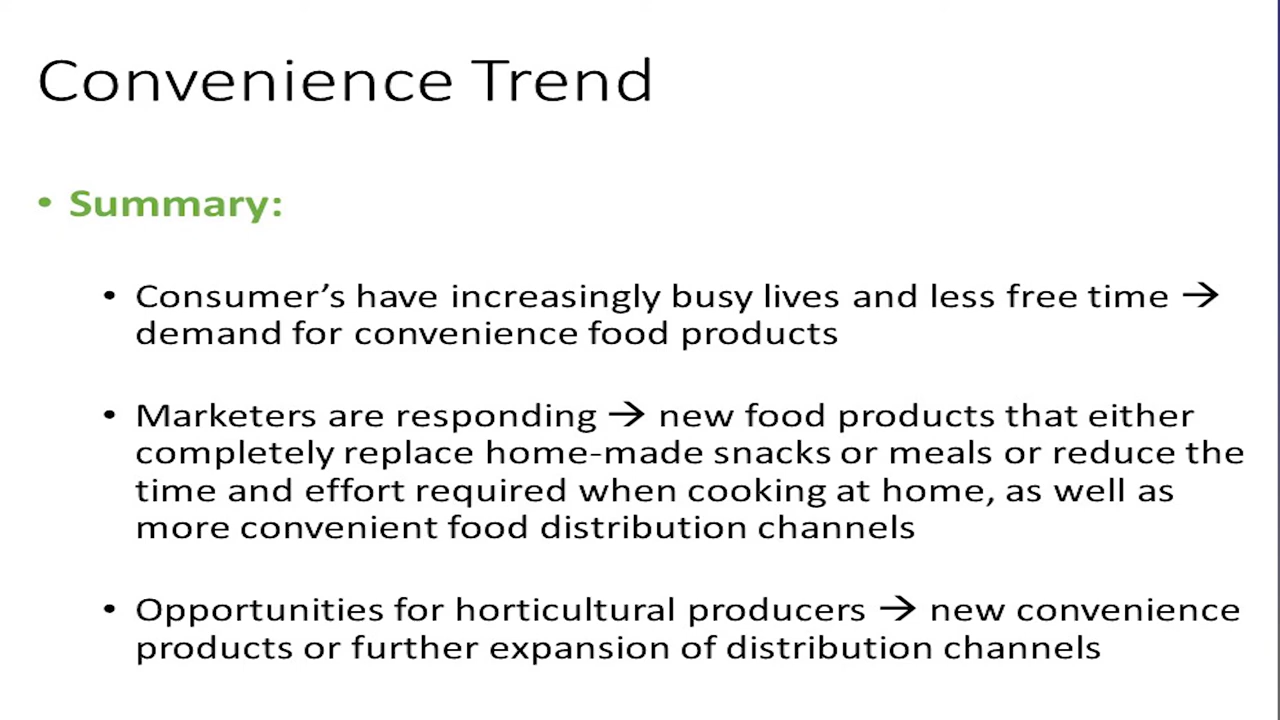 Convenience Trend
• Summary:
• Consumer’s have increasingly busy lives and less free time →
demand for convenience food products
• Marketers are responding → new food products that either
completely replace home-made snacks or meals or reduce the
time and effort required when cooking at home, as well as
more convenient food distribution channels
• Opportunities for horticultural producers → new convenience
products or further expansion of distribution channels